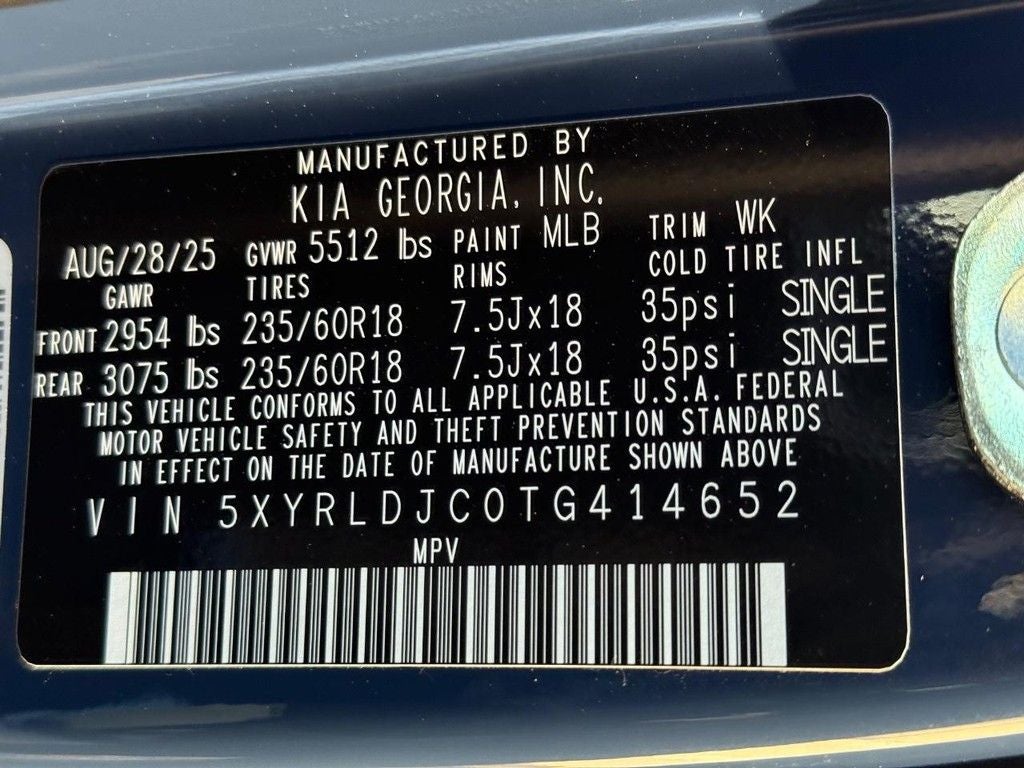 MANUFACTURED BY
KIA GEORGIA, INC.
AUG/28/25 GVWR 5512 lbs PAINT MLB TRIM WK
GAWR TIRES RIMS COLD TIRE INFL
FRONT 2954 lbs 235/60R18 7.5Jx18 35psi SINGLE
REAR 3075 lbs 235/60R18 7.5Jx18 35psi SINGLE
THIS VEHICLE CONFORMS TO ALL APPLICABLE U.S.A. FEDERAL
MOTOR VEHICLE SAFETY AND THEFT PREVENTION STANDARDS
IN EFFECT ON THE DATE OF MANUFACTURE SHOWN ABOVE
VIN 5XYRLDJC0TG414652
MPV